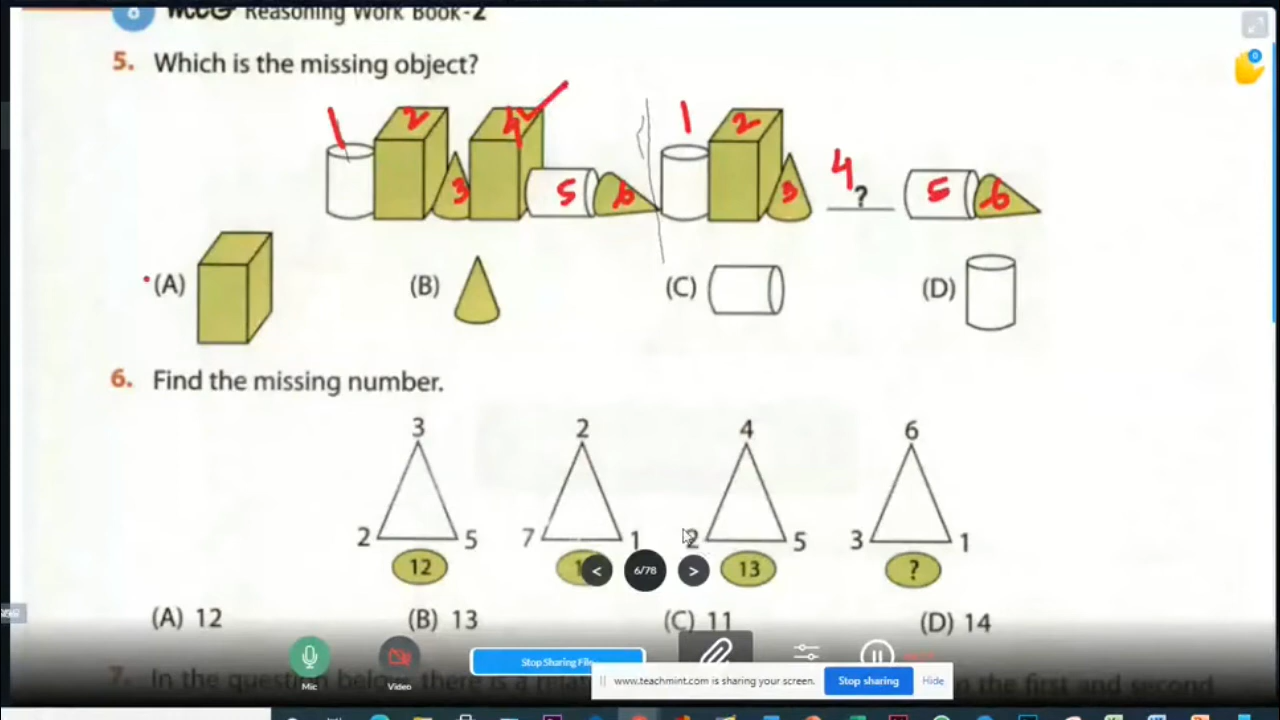 8 MCG Reasoning Work Book-2
5. Which is the missing object?
1 2 3 4 5 6 1 2 3 4 ? 5 6
(A) (B) (C) (D)
6. Find the missing number.
3 2 4 6
2 5 7 1 2 5 3 1
12 13 ?
< 6/78 >
(A) 12 (B) 13 (C) 11 (D) 14
Mic Video Stop Sharing File
7. In the question below, there is a the first and second
www.teachmint.com is sharing your screen. Stop sharing Hide